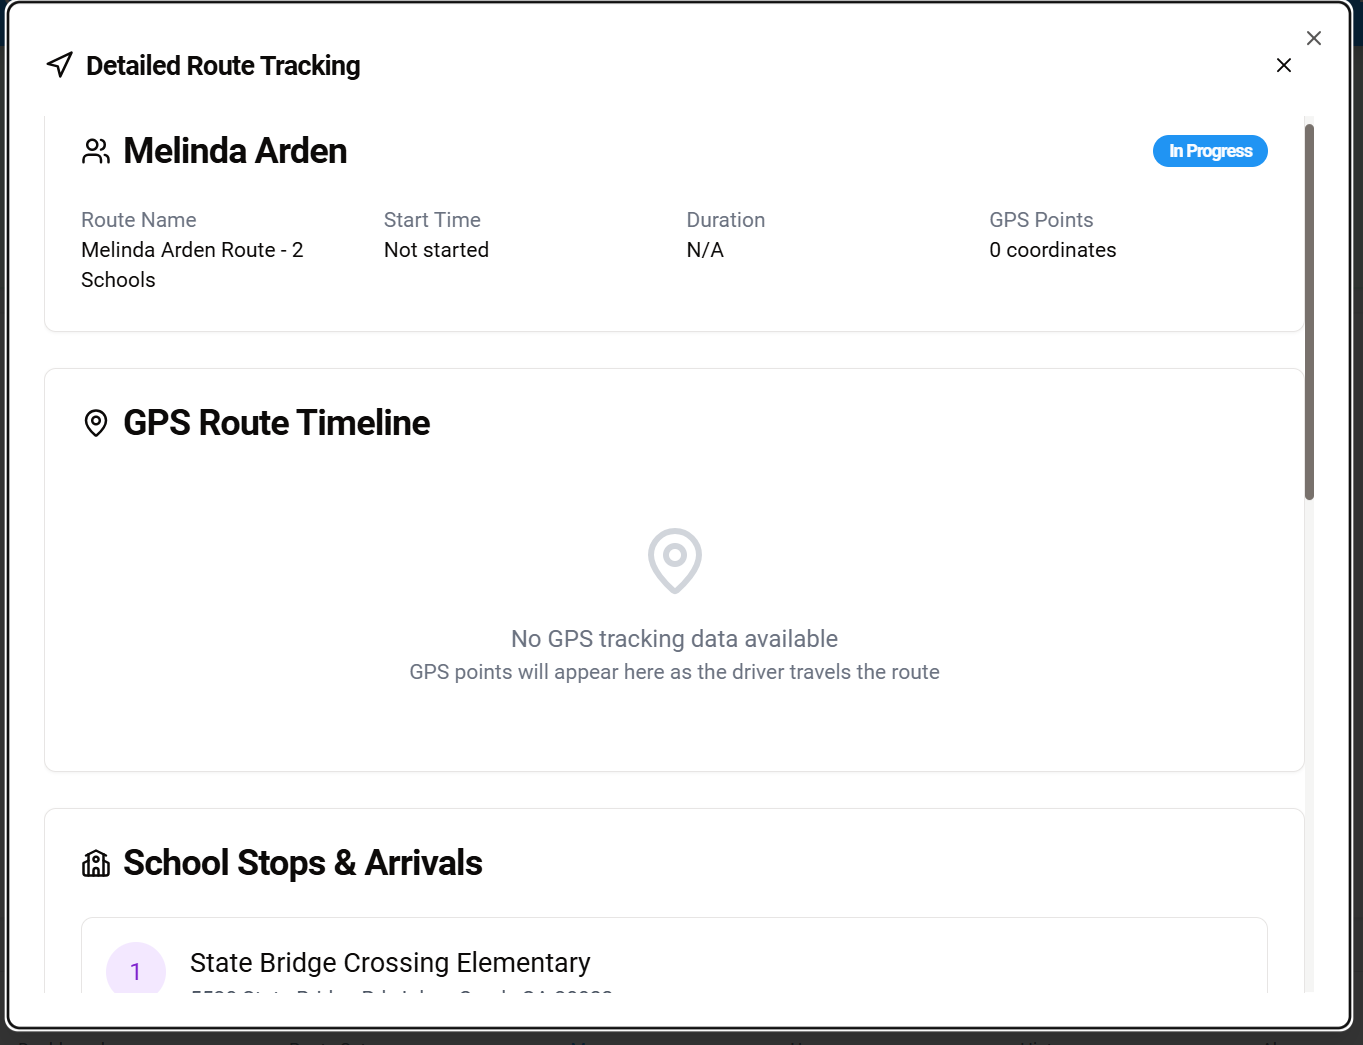 Detailed Route Tracking
Melinda Arden
In Progress
Route Name
Melinda Arden Route - 2
Schools
Start Time
Not started
Duration
N/A
GPS Points
0 coordinates
GPS Route Timeline
No GPS tracking data available
GPS points will appear here as the driver travels the route
School Stops & Arrivals
1
State Bridge Crossing Elementary